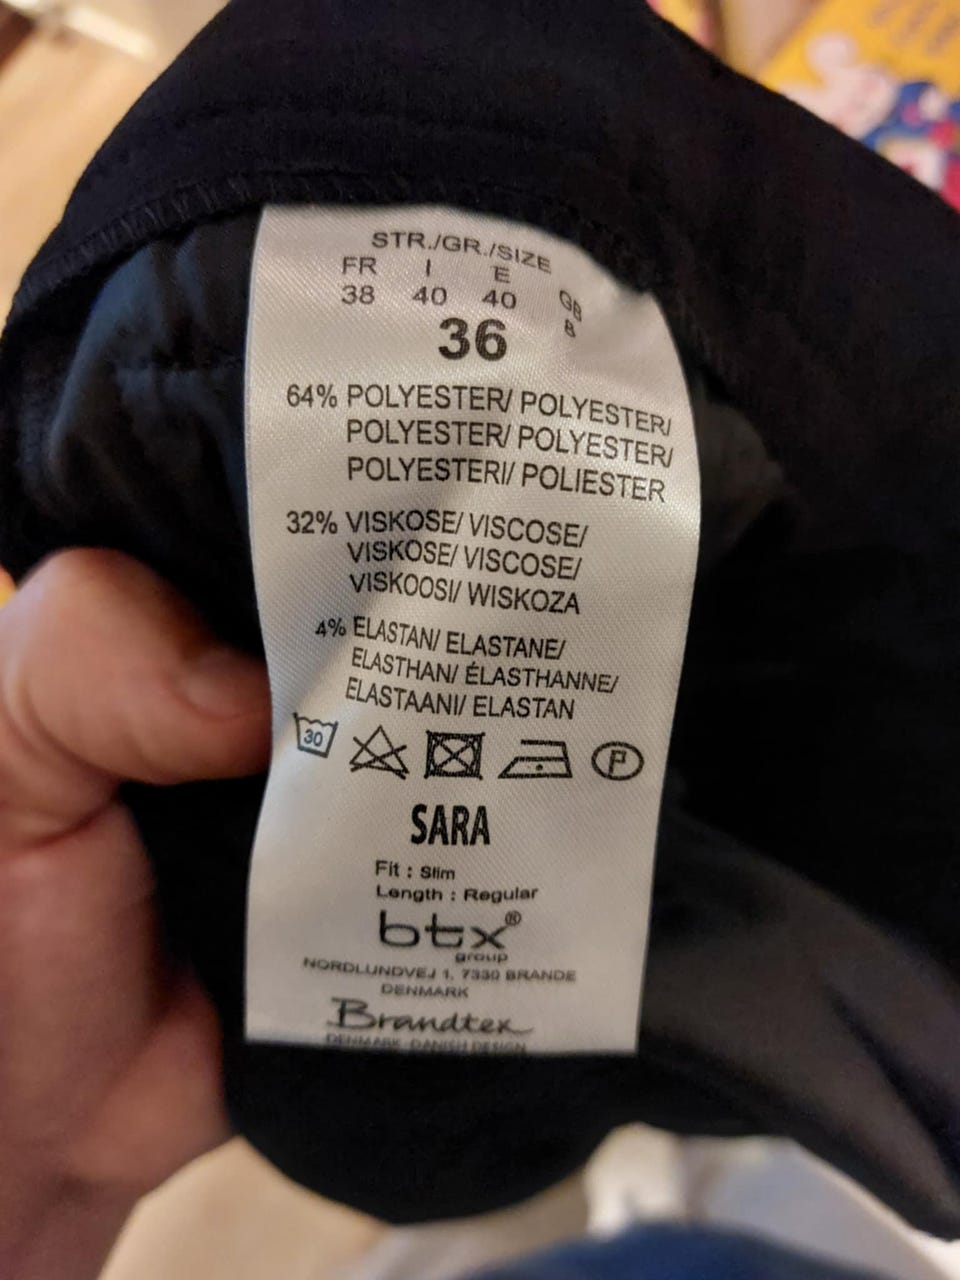 STR./GR./SIZE
FR I E GB
38 40 40 8
36
64% POLYESTER/ POLYESTER/
POLYESTER/ POLYESTER/
POLYESTERI/ POLIESTER
32% VISKOSE/ VISCOSE/
VISKOSE/ VISCOSE/
VISKOOSI/ WISKOZA
4% ELASTAN/ ELASTANE/
ELASTHAN/ ÉLASTHANNE/
ELASTAANI/ ELASTAN
30 P
SARA
Fit : Slim
Length : Regular
btx®
group
NORDLUNDVEJ 1, 7330 BRANDE
DENMARK
Brandtex
DENMARK DANISH DESIGN